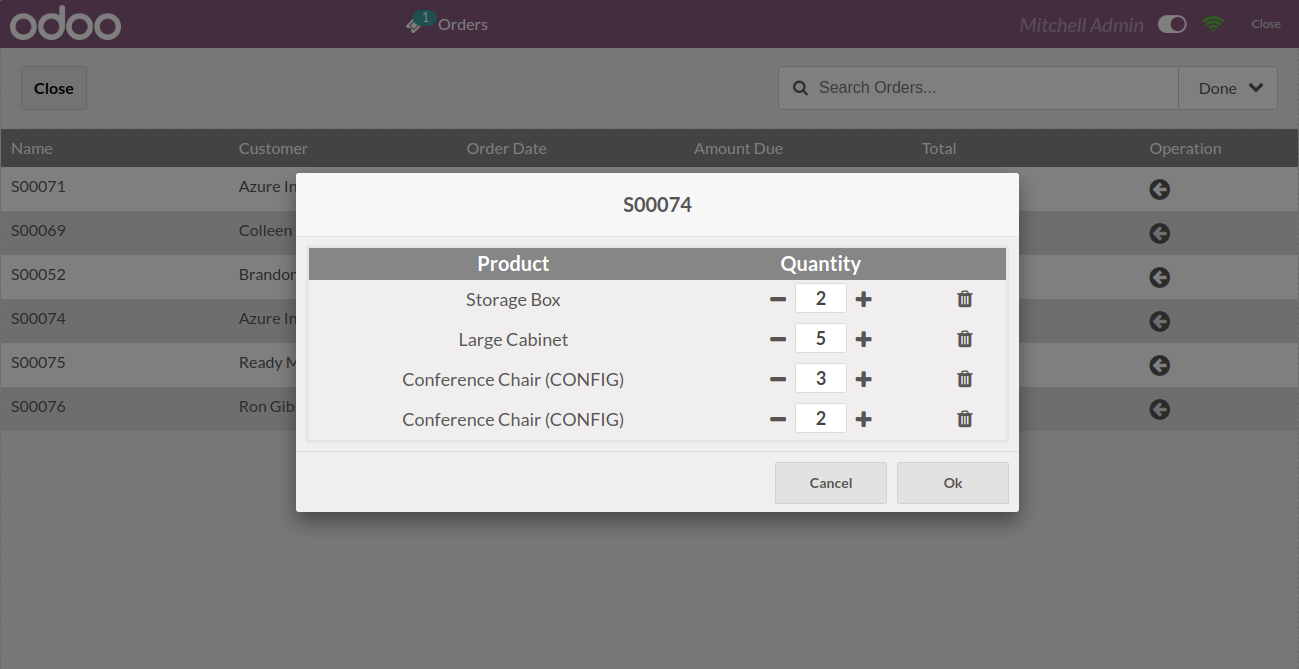 odoo 1 Orders Mitchell Admin Close
Close Search Orders... Done
Name Customer Order Date Amount Due Total Operation
S00071 Azure In
S00069 Colleen
S00052 Brandon
S00074 Azure In
S00075 Ready M
S00076 Ron Gib
S00074
Product Quantity
Storage Box 2
Large Cabinet 5
Conference Chair (CONFIG) 3
Conference Chair (CONFIG) 2
Cancel Ok